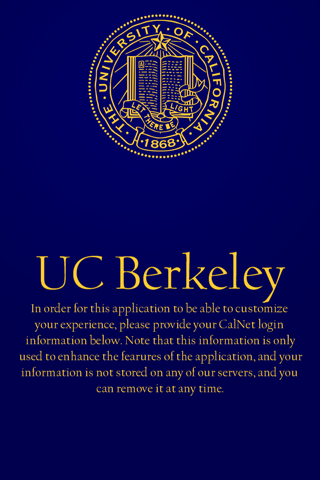 THE · UNIVERSITY · OF · CALIFORNIA
LET THERE BE LIGHT
· 1868 ·
UC Berkeley
In order for this application to be able to customize
your experience, please provide your CalNet login
information below. Note that this information is only
used to enhance the fearures of the application, and your
information is not stored on any of our servers, and you
can remove it at any time.